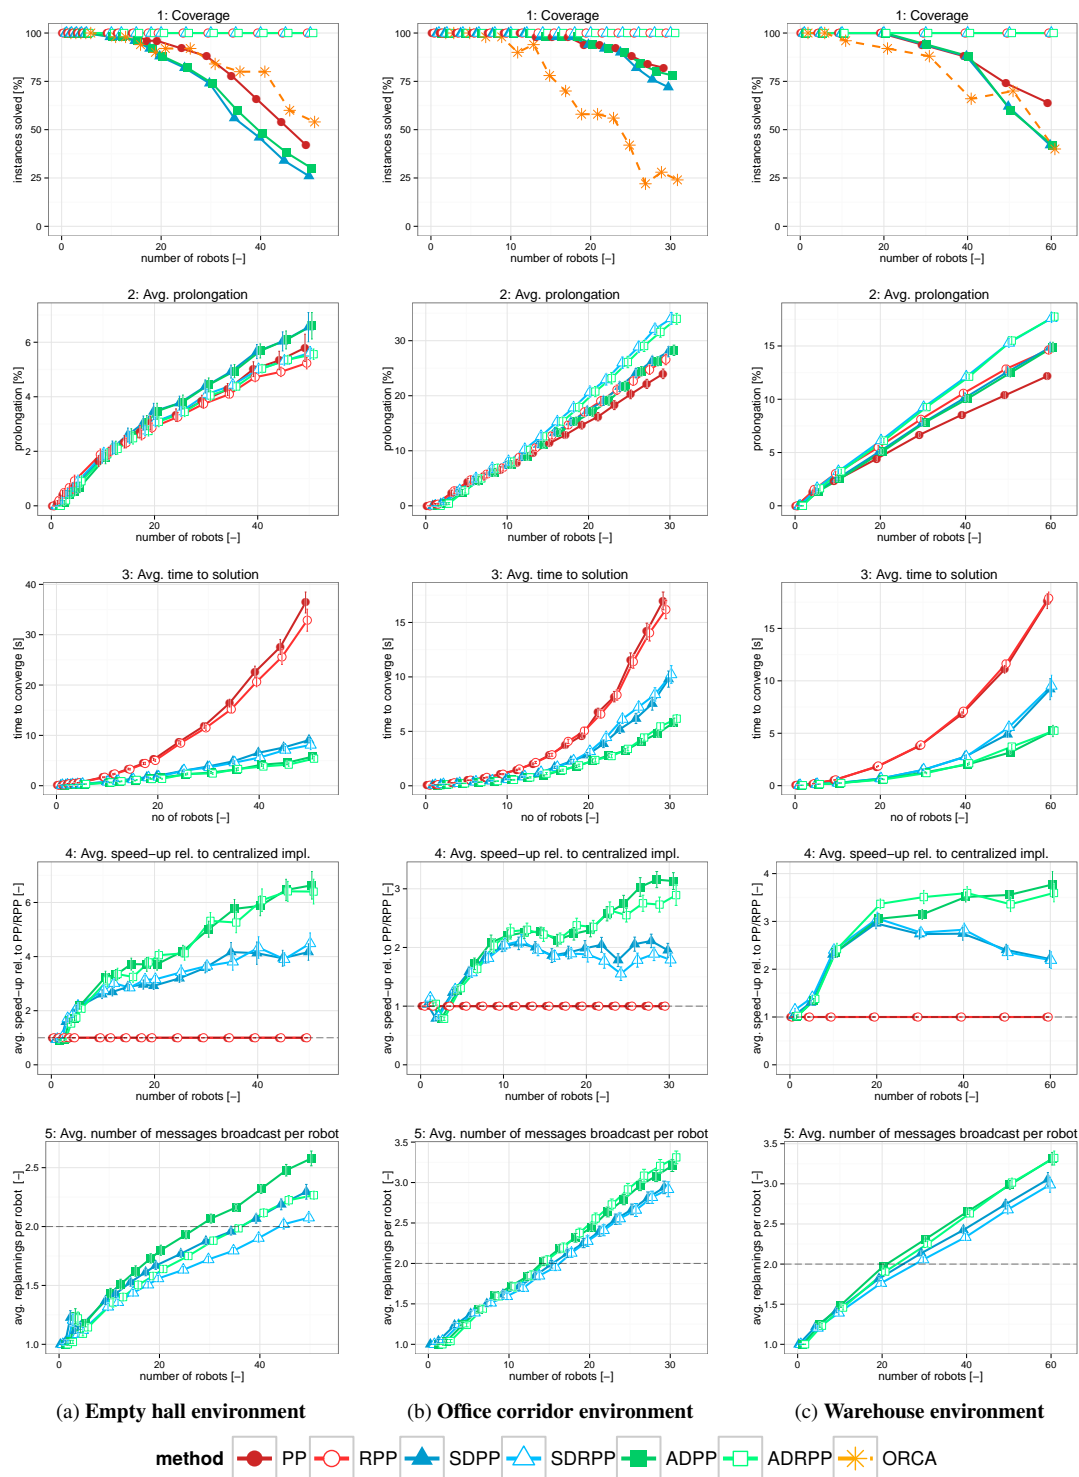 1: Coverage
instances solved [%]
100
75
50
25
0
0 20 40
number of robots [−]
1: Coverage
instances solved [%]
100
75
50
25
0
0 10 20 30
number of robots [−]
1: Coverage
instances solved [%]
100
75
50
25
0
0 20 40 60
number of robots [−]
2: Avg. prolongation
prolongation [%]
6
4
2
0
0 20 40
number of robots [−]
2: Avg. prolongation
prolongation [%]
30
20
10
0
0 10 20 30
number of robots [−]
2: Avg. prolongation
prolongation [%]
15
10
5
0
0 20 40 60
number of robots [−]
3: Avg. time to solution
time to converge [s]
40
30
20
10
0
0 20 40
no of robots [−]
3: Avg. time to solution
time to converge [s]
15
10
5
0
0 10 20 30
no of robots [−]
3: Avg. time to solution
time to converge [s]
15
10
5
0
0 20 40 60
no of robots [−]
4: Avg. speed−up rel. to centralized impl.
avg. speed−up rel. to PP/RPP [−]
6
4
2
0
0 20 40
number of robots [−]
4: Avg. speed−up rel. to centralized impl.
avg. speed−up rel. to PP/RPP [−]
3
2
1
0
0 10 20 30
number of robots [−]
4: Avg. speed−up rel. to centralized impl.
avg. speed−up rel. to PP/RPP [−]
4
3
2
1
0
0 20 40 60
number of robots [−]
5: Avg. number of messages broadcast per robot
avg. replannings per robot [−]
2.5
2.0
1.5
1.0
0 20 40
number of robots [−]
5: Avg. number of messages broadcast per robot
avg. replannings per robot [−]
3.5
3.0
2.5
2.0
1.5
1.0
0 10 20 30
number of robots [−]
5: Avg. number of messages broadcast per robot
avg. replannings per robot [−]
3.5
3.0
2.5
2.0
1.5
1.0
0 20 40 60
number of robots [−]
(a) Empty hall environment
(b) Office corridor environment
(c) Warehouse environment
method PP RPP SDPP SDRPP ADPP ADRPP ORCA